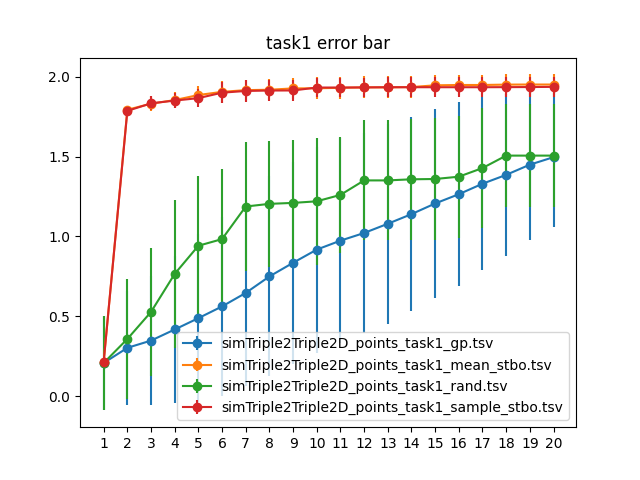 task1 error bar
2.0
1.5
1.0
0.5
0.0
simTriple2Triple2D_points_task1_gp.tsv
simTriple2Triple2D_points_task1_mean_stbo.tsv
simTriple2Triple2D_points_task1_rand.tsv
simTriple2Triple2D_points_task1_sample_stbo.tsv
1 2 3 4 5 6 7 8 9 10 11 12 13 14 15 16 17 18 19 20